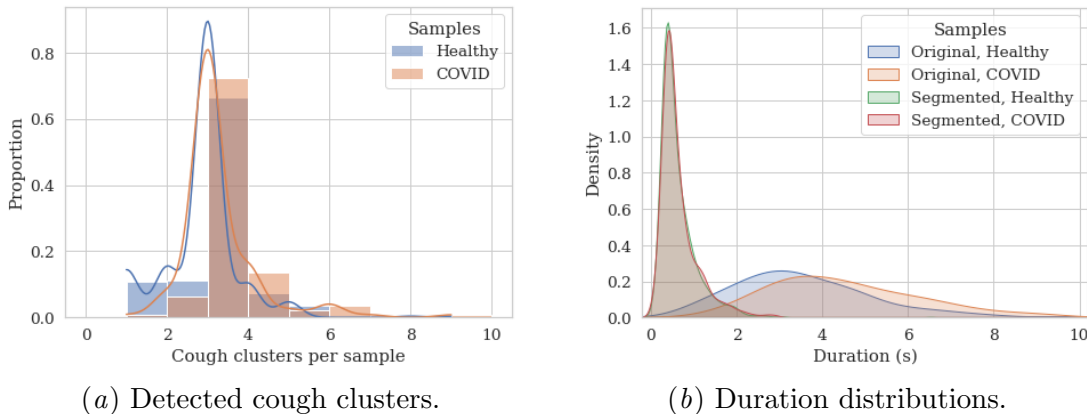 Samples
Healthy
COVID
Proportion
0.8
0.6
0.4
0.2
0.0
0
2
4
6
8
10
Cough clusters per sample
(a) Detected cough clusters.
Samples
Original, Healthy
Original, COVID
Segmented, Healthy
Segmented, COVID
Density
1.6
1.4
1.2
1.0
0.8
0.6
0.4
0.2
0.0
0
2
4
6
8
10
Duration (s)
(b) Duration distributions.